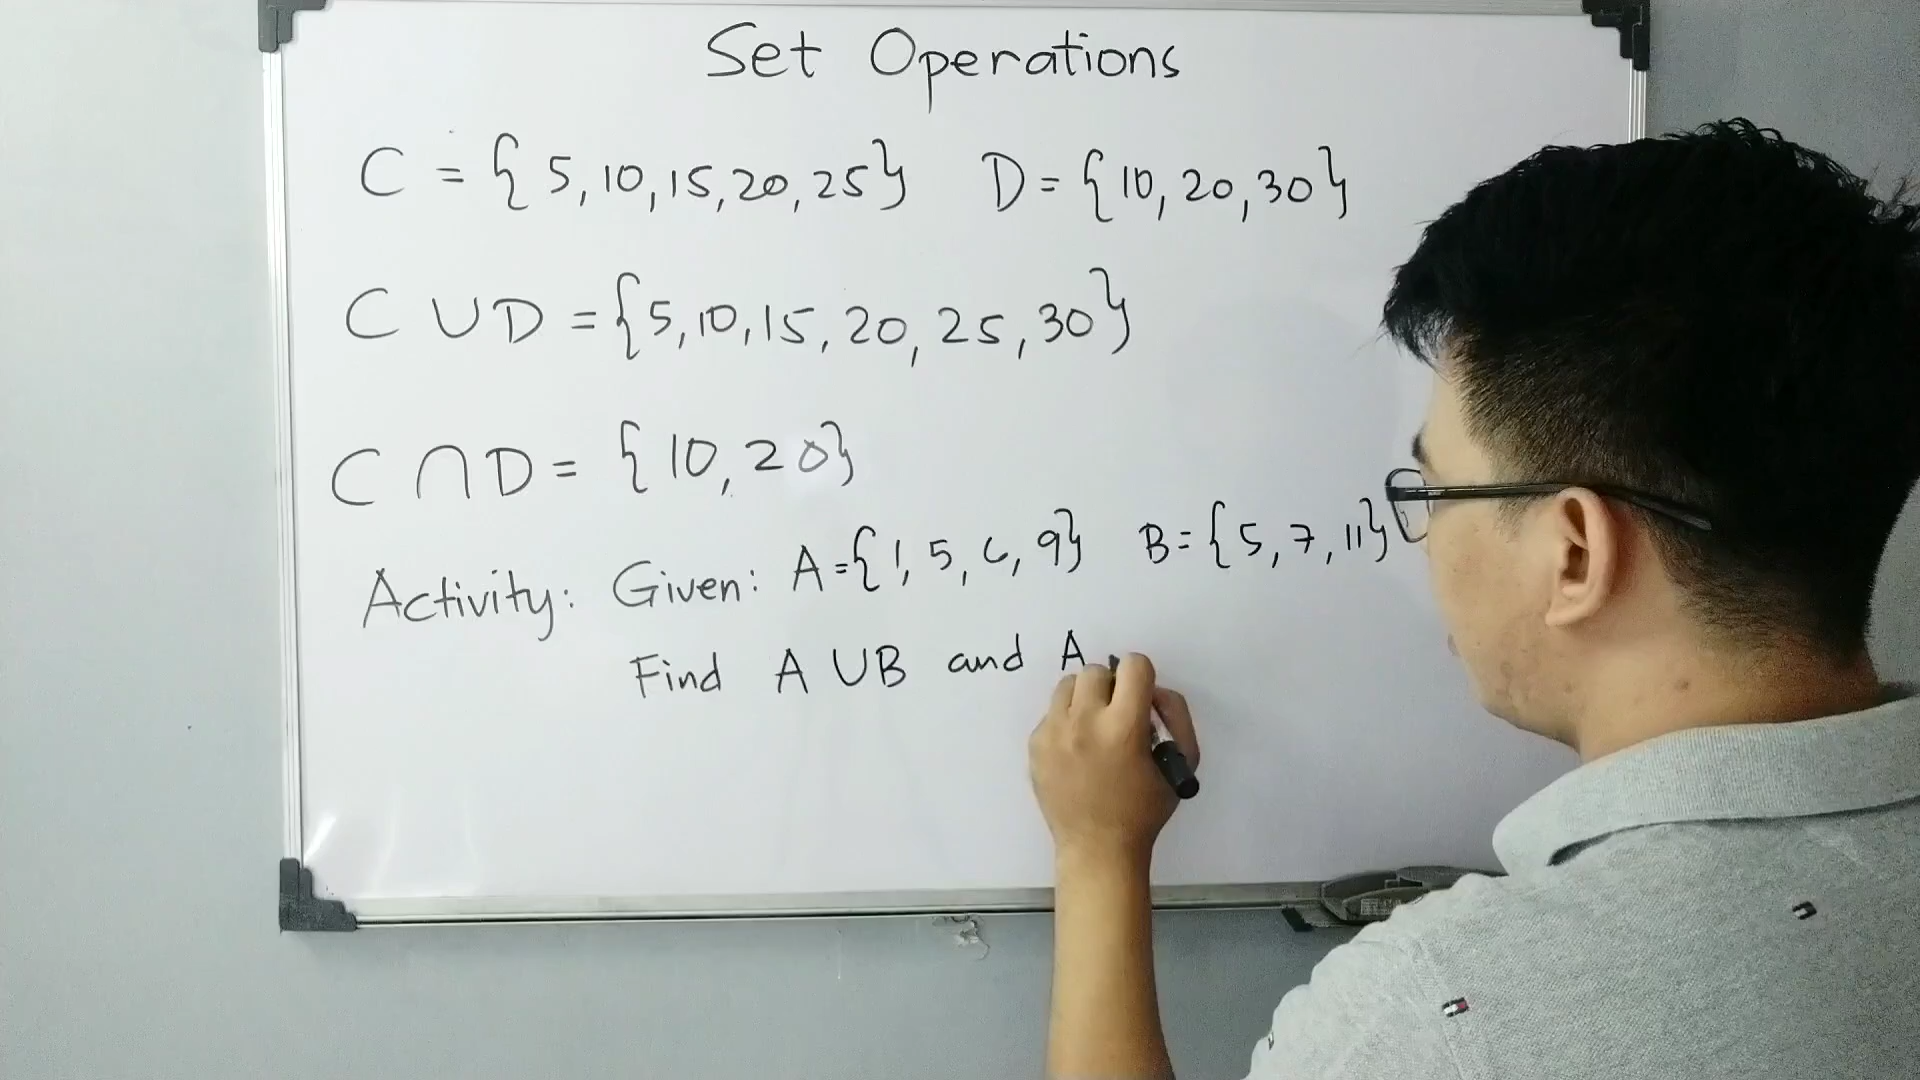 Set Operations
C = {5, 10, 15, 20, 25} D = {10, 20, 30}
C ∪ D = {5, 10, 15, 20, 25, 30}
C ∩ D = {10, 20}
Activity: Given: A = {1, 5, 6, 9} B = {5, 7, 11}
Find A ∪ B and A